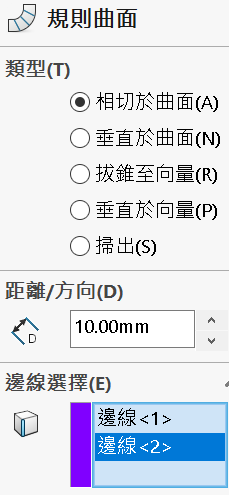 規則曲面
類型(T)
相切於曲面(A)
垂直於曲面(N)
拔錐至向量(R)
垂直於向量(P)
掃出(S)
距離/方向(D)
D
10.00mm
邊線選擇(E)
邊線<1>
邊線<2>